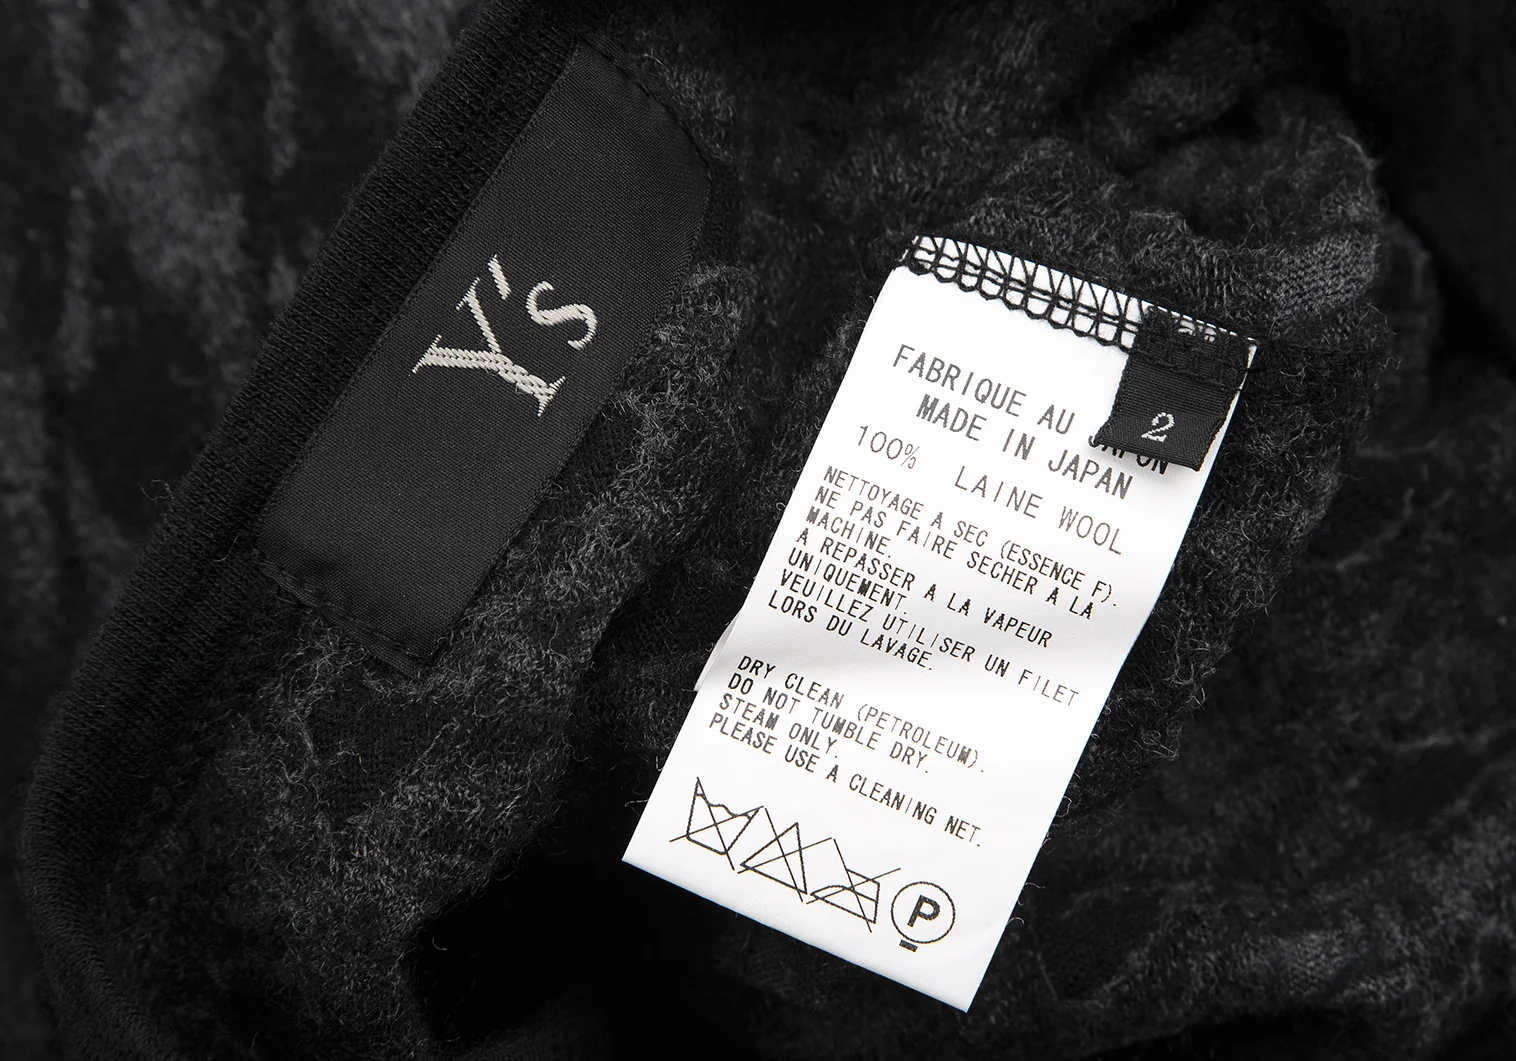 Y's
2
FABRIQUE AU JAPON
MADE IN JAPAN
100% LAINE WOOL
NETTOYAGE A SEC (ESSENCE F).
NE PAS FAIRE SECHER A LA
MACHINE.
A REPASSER A LA VAPEUR
UNIQUEMENT.
VEUILLEZ UTILISER UN FILET
LORS DU LAVAGE.
DRY CLEAN (PETROLEUM).
DO NOT TUMBLE DRY.
STEAM ONLY.
PLEASE USE A CLEANING NET.
P